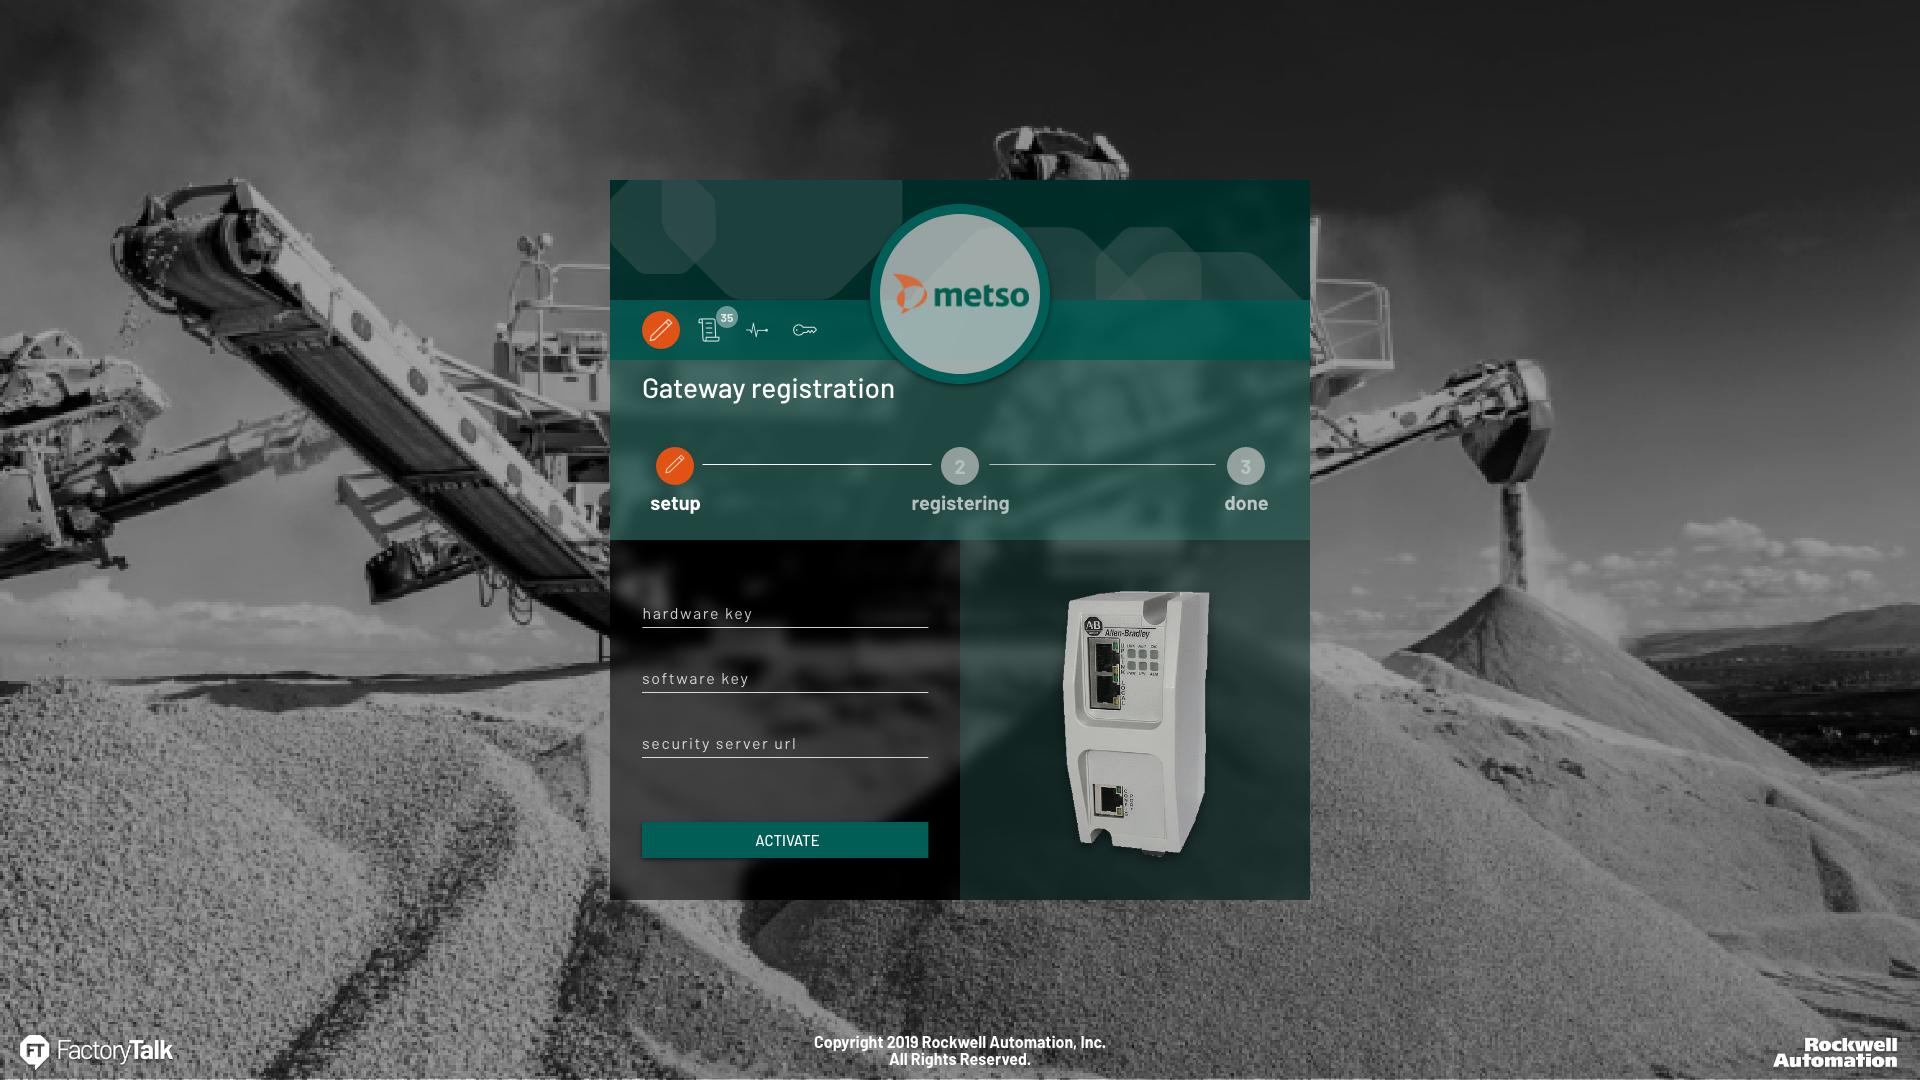 metso
35
Gateway registration
2
3
setup
registering
done
hardware key
software key
security server url
ACTIVATE
AB
Allen-Bradley
FT FactoryTalk
Copyright 2019 Rockwell Automation, Inc.
All Rights Reserved.
Rockwell
Automation